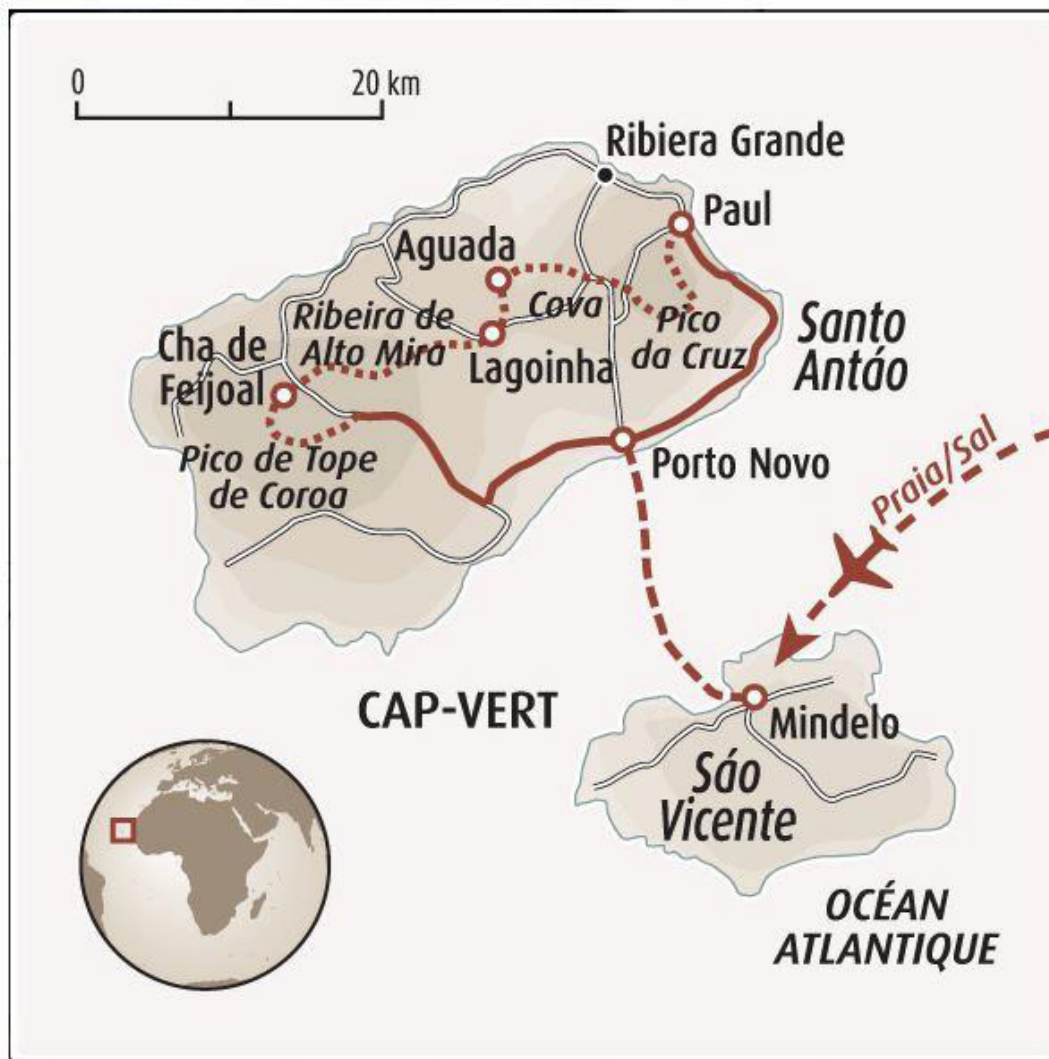 0
20 km
Ribiera Grande
Paul
Aguada
Cova
Ribeira de
Alto Mira
Pico
da Cruz
Santo
Antáo
Cha de
Feijoal
Lagoinha
Pico de Tope
de Coroa
Porto Novo
Praia/Sal
CAP-VERT
Mindelo
Sáo
Vicente
OCÉAN
ATLANTIQUE